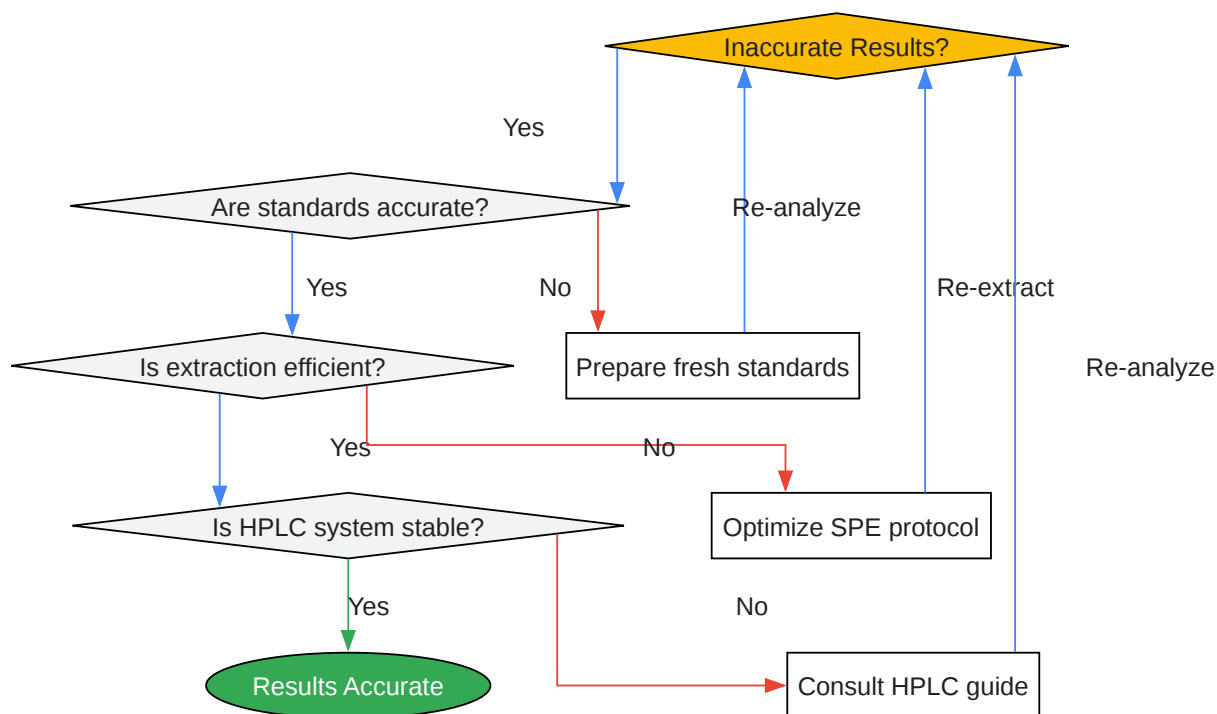 Inaccurate Results?
Yes
Are standards accurate?
Re-analyze
Yes
No
Re-extract
Is extraction efficient?
Prepare fresh standards
Re-analyze
Yes
No
Is HPLC system stable?
Optimize SPE protocol
Yes
No
Results Accurate
Consult HPLC guide